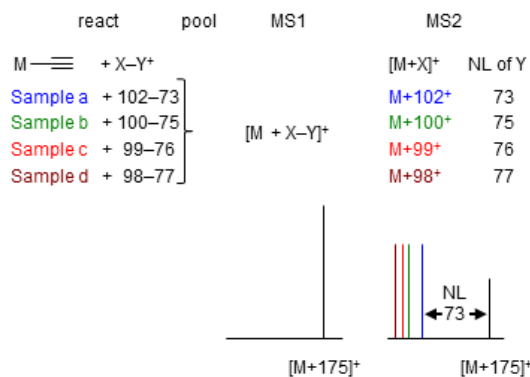 react pool MS1 MS2
M + X–Y⁺ [M+X]⁺ NL of Y
Sample a + 102–73 M+102⁺ 73
Sample b + 100–75 M+100⁺ 75
[M + X–Y]⁺
Sample c + 99–76 M+99⁺ 76
Sample d + 98–77 M+98⁺ 77
NL
73
[M+175]⁺ [M+175]⁺